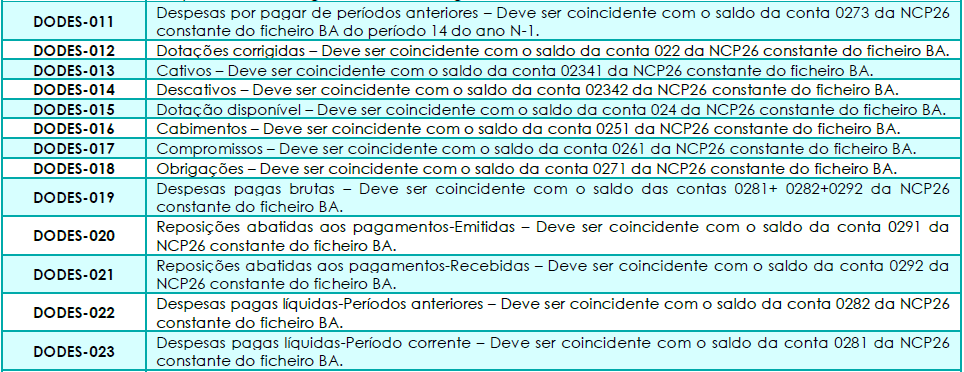 DODES-011
Despesas por pagar de períodos anteriores – Deve ser coincidente com o saldo da conta 0273 da NCP26
constante do ficheiro BA do período 14 do ano N-1.
DODES-012
Dotações corrigidas – Deve ser coincidente com o saldo da conta 022 da NCP26 constante do ficheiro BA.
DODES-013
Cativos – Deve ser coincidente com o saldo da conta 02341 da NCP26 constante do ficheiro BA.
DODES-014
Descativos – Deve ser coincidente com o saldo da conta 02342 da NCP26 constante do ficheiro BA.
DODES-015
Dotação disponível – Deve ser coincidente com o saldo da conta 024 da NCP26 constante do ficheiro BA.
DODES-016
Cabimentos – Deve ser coincidente com o saldo da conta 0251 da NCP26 constante do ficheiro BA.
DODES-017
Compromissos – Deve ser coincidente com o saldo da conta 0261 da NCP26 constante do ficheiro BA.
DODES-018
Obrigações – Deve ser coincidente com o saldo da conta 0271 da NCP26 constante do ficheiro BA.
DODES-019
Despesas pagas brutas – Deve ser coincidente com o saldo das contas 0281+ 0282+0292 da NCP26
constante do ficheiro BA.
DODES-020
Reposições abatidas aos pagamentos-Emitidas – Deve ser coincidente com o saldo da conta 0291 da
NCP26 constante do ficheiro BA.
DODES-021
Reposições abatidas aos pagamentos-Recebidas – Deve ser coincidente com o saldo da conta 0292 da
NCP26 constante do ficheiro BA.
DODES-022
Despesas pagas líquidas-Períodos anteriores – Deve ser coincidente com o saldo da conta 0282 da NCP26
constante do ficheiro BA.
DODES-023
Despesas pagas líquidas-Período corrente – Deve ser coincidente com o saldo da conta 0281 da NCP26
constante do ficheiro BA.